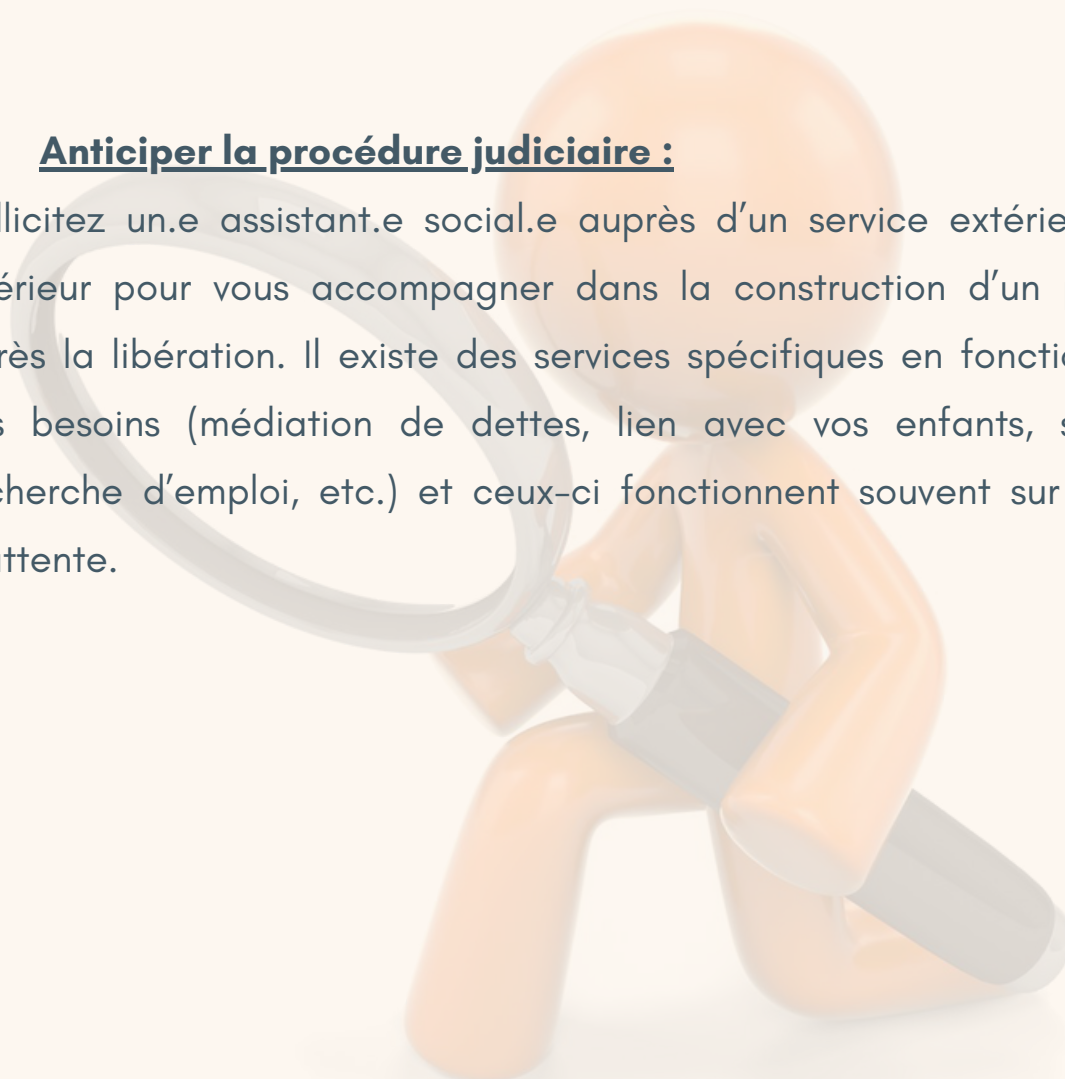 Anticiper la procédure judiciaire :
llicitez un.e assistant.e social.e auprès d’un service extérie
érieur pour vous accompagner dans la construction d’un
rès la libération. Il existe des services spécifiques en foncti
s besoins (médiation de dettes, lien avec vos enfants, s
cherche d’emploi, etc.) et ceux-ci fonctionnent souvent sur
attente.